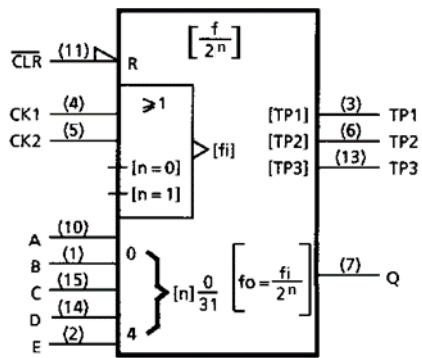 [f/2ⁿ]
C̅L̅R̅ (11) R
CK1 (4) ⩾1 [TP1] (3) TP1
CK2 (5) [fi] [TP2] (6) TP2
[n=0] [TP3] (13) TP3
[n=1]
A (10) 0
B (1)
C (15) [n] 0/31 [fo = fi/2ⁿ] (7) Q
D (14)
E (2) 4